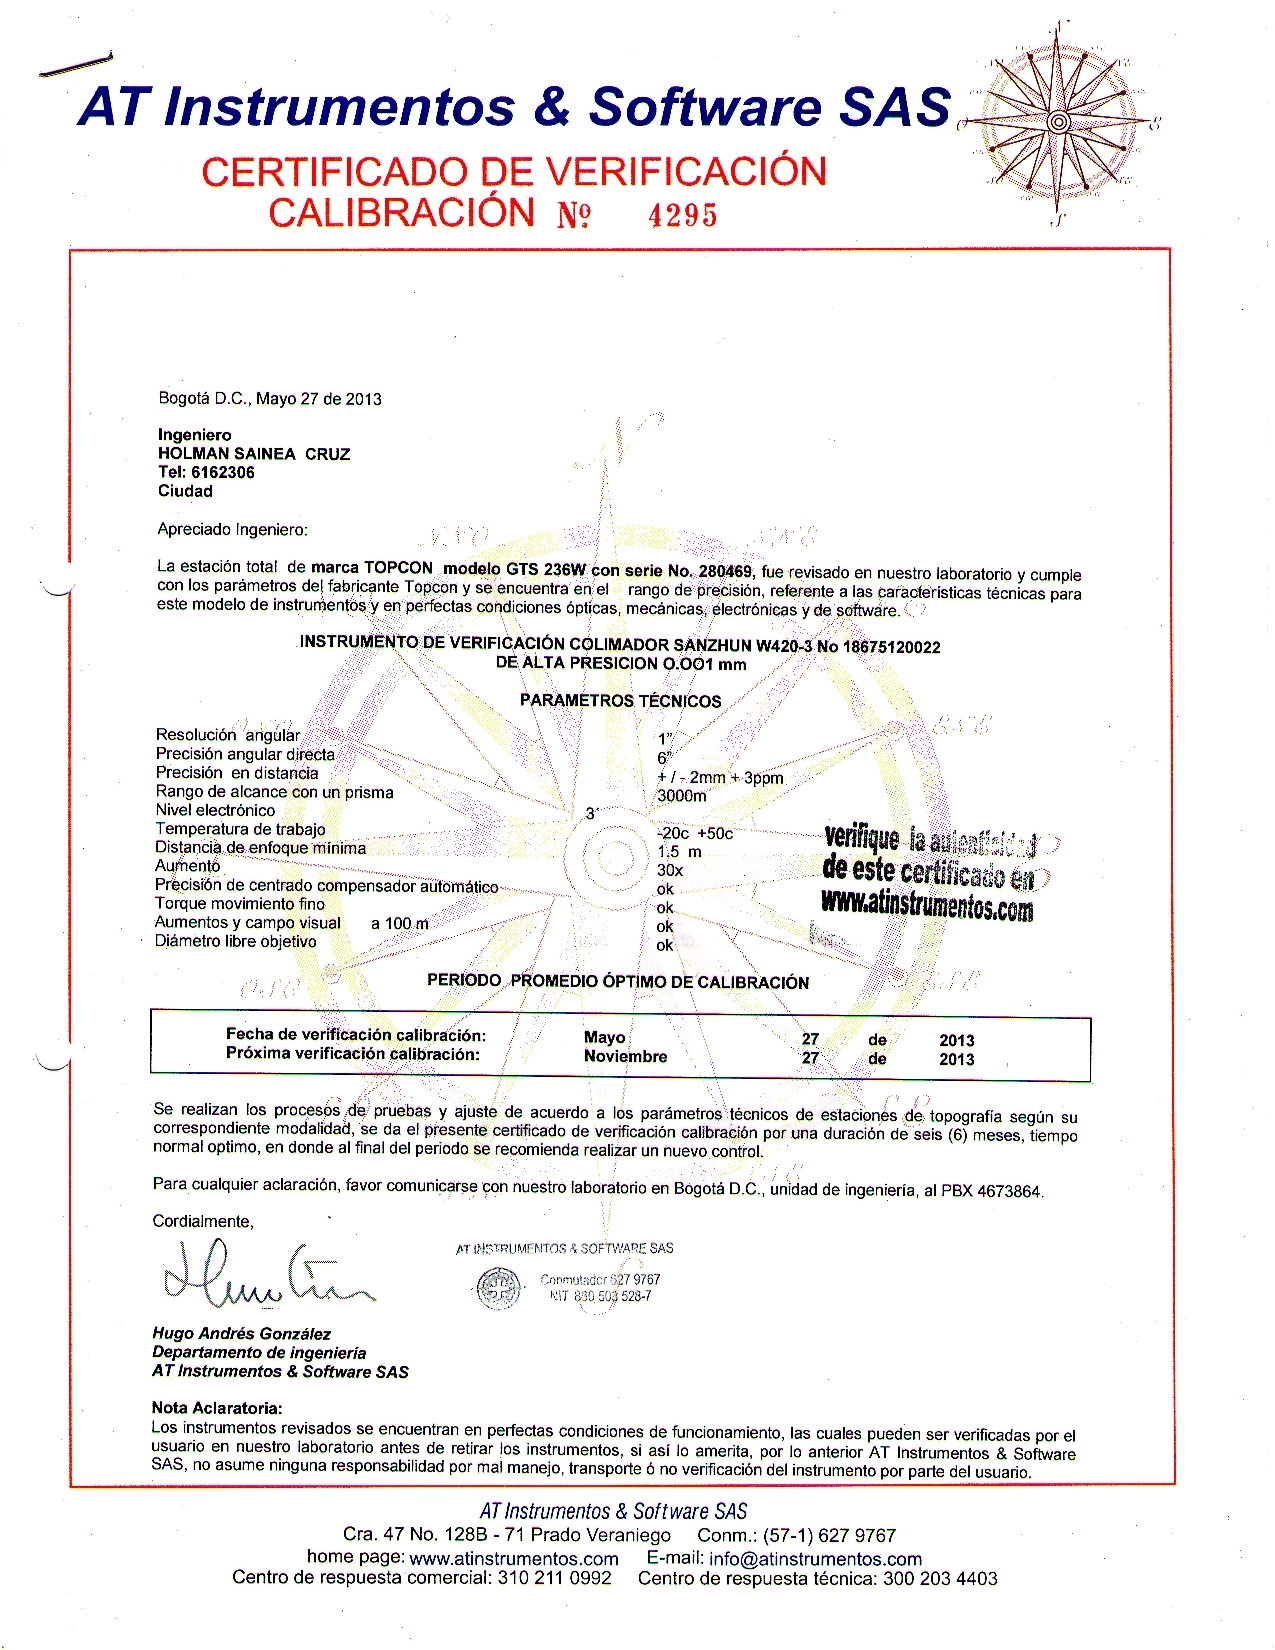 AT Instrumentos & Software SAS
CERTIFICADO DE VERIFICACIÓN
CALIBRACIÓN Nº 4295
Bogotá D.C., Mayo 27 de 2013
Ingeniero
HOLMAN SAINEA CRUZ
Tel: 6162306
Ciudad
Apreciado Ingeniero:
La estación total de marca TOPCON modelo GTS 236W con serie No. 280469, fue revisado en nuestro laboratorio y cumple
con los parámetros del fabricante Topcon y se encuentra en el rango de precisión, referente a las características técnicas para
este modelo de instrumentos y en perfectas condiciones ópticas, mecánicas, electrónicas y de software.
INSTRUMENTO DE VERIFICACIÓN COLIMADOR SANZHUN W420-3 No 18675120022
DE ALTA PRESICION O.OO1 mm
PARAMETROS TÉCNICOS
Resolución angular 1"
Precisión angular directa 6"
Precisión en distancia + / - 2mm + 3ppm
Rango de alcance con un prisma 3000m
Nivel electrónico 3´
Temperatura de trabajo -20c +50c
Distancia de enfoque mínima 1.5 m
Aumento 30x
Precisión de centrado compensador automático ok
Torque movimiento fino ok
Aumentos y campo visual a 100 m ok
Diámetro libre objetivo ok
verifique la autenticidad
de este certificado en
www.atinstrumentos.com
PERIODO PROMEDIO ÓPTIMO DE CALIBRACIÓN
Fecha de verificación calibración: Mayo 27 de 2013
Próxima verificación calibración: Noviembre 27 de 2013
Se realizan los procesos de pruebas y ajuste de acuerdo a los parámetros técnicos de estaciones de topografía según su
correspondiente modalidad, se da el presente certificado de verificación calibración por una duración de seis (6) meses, tiempo
normal optimo, en donde al final del periodo se recomienda realizar un nuevo control.
Para cualquier aclaración, favor comunicarse con nuestro laboratorio en Bogotá D.C., unidad de ingeniería, al PBX 4673864.
Cordialmente,
AT INSTRUMENTOS & SOFTWARE SAS
Conmutador 627 9767
NIT 830 503 528-7
Hugo Andrés González
Departamento de ingeniería
AT Instrumentos & Software SAS
Nota Aclaratoria:
Los instrumentos revisados se encuentran en perfectas condiciones de funcionamiento, las cuales pueden ser verificadas por el
usuario en nuestro laboratorio antes de retirar los instrumentos, si así lo amerita, por lo anterior AT Instrumentos & Software
SAS, no asume ninguna responsabilidad por mal manejo, transporte ó no verificación del instrumento por parte del usuario.
AT Instrumentos & Software SAS
Cra. 47 No. 128B - 71 Prado Veraniego Conm.: (57-1) 627 9767
home page: www.atinstrumentos.com E-mail: info@atinstrumentos.com
Centro de respuesta comercial: 310 211 0992 Centro de respuesta técnica: 300 203 4403